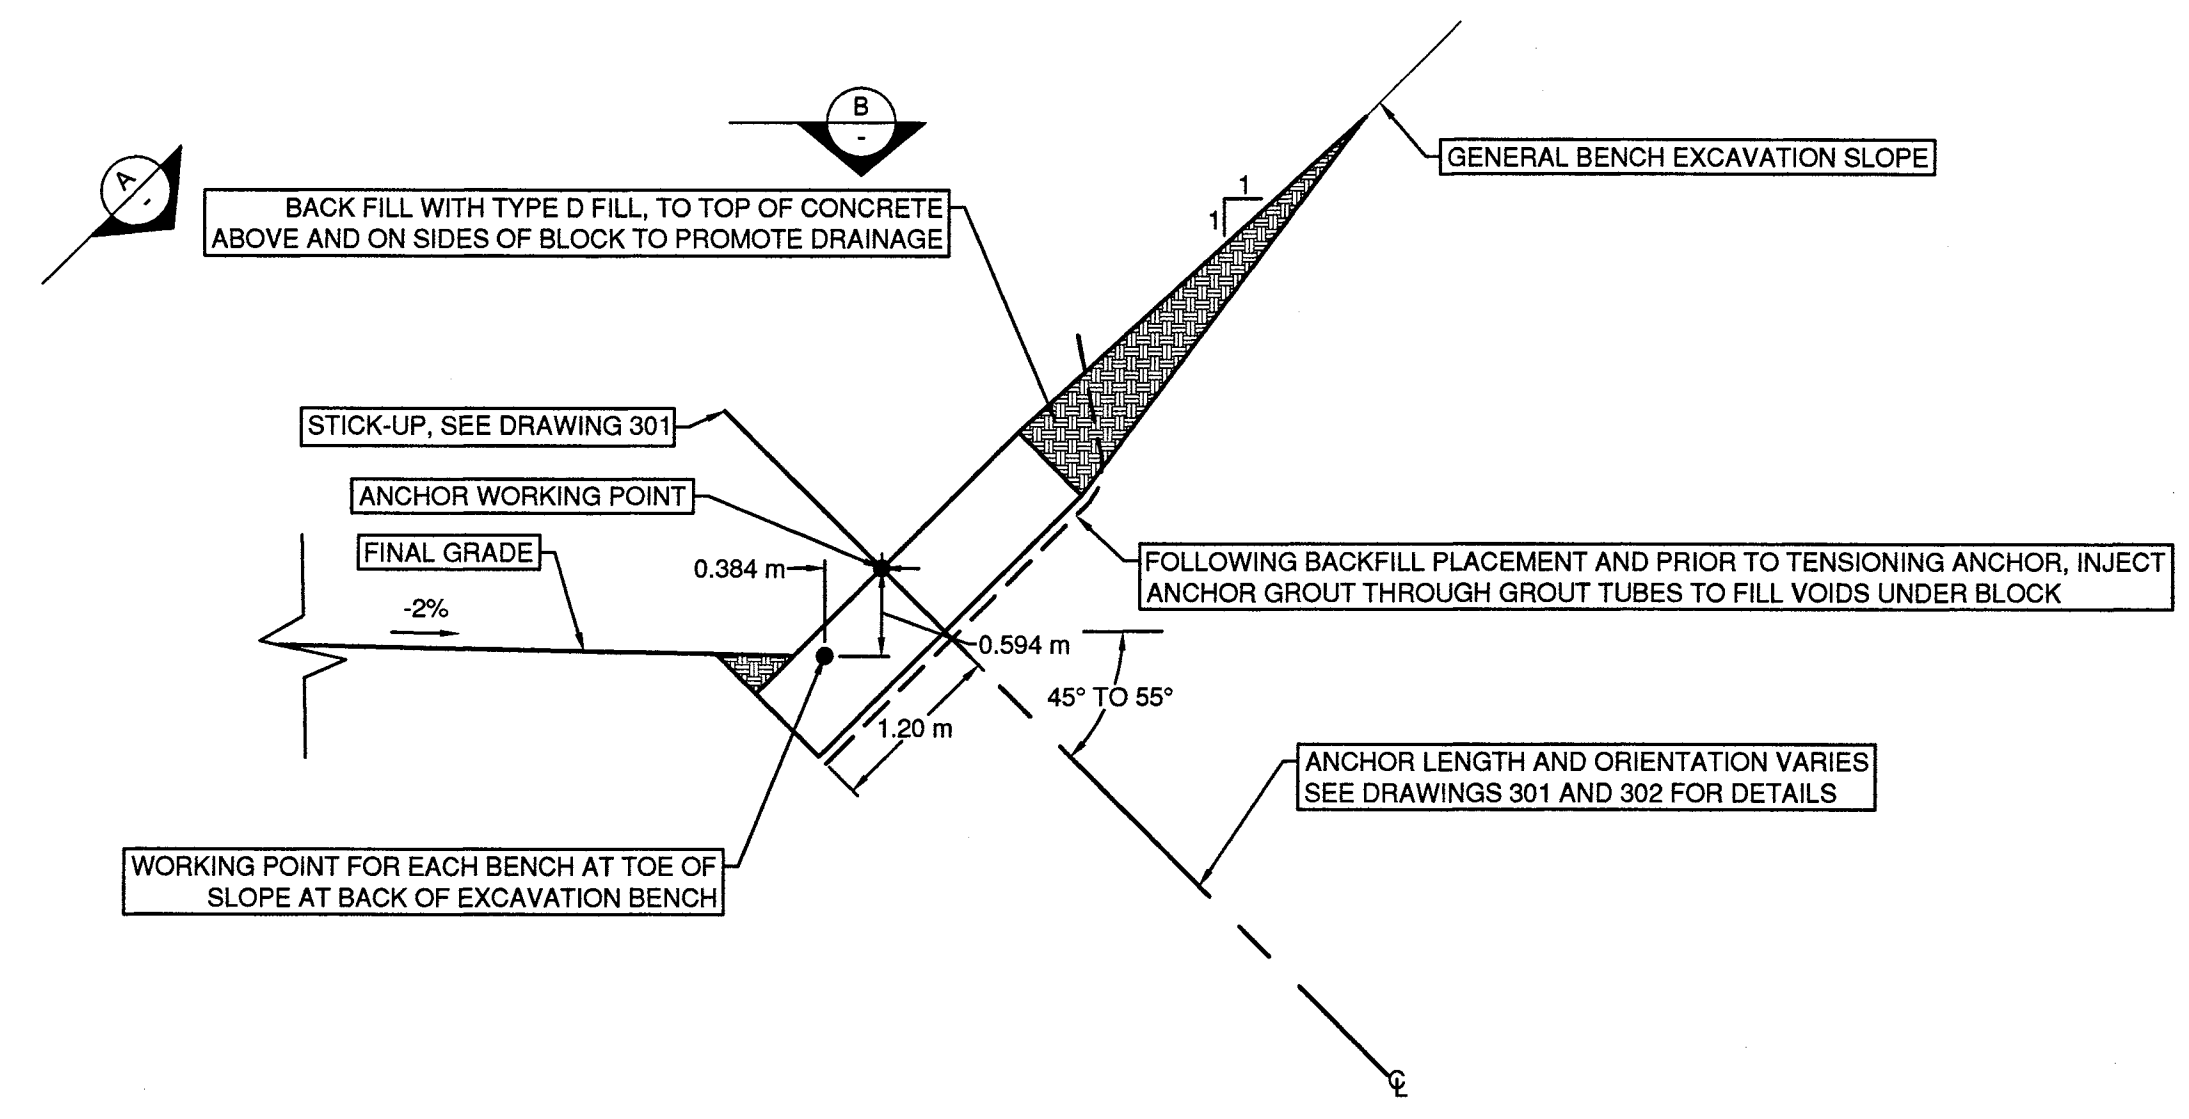 B
-
A
-
GENERAL BENCH EXCAVATION SLOPE
BACK FILL WITH TYPE D FILL, TO TOP OF CONCRETE
ABOVE AND ON SIDES OF BLOCK TO PROMOTE DRAINAGE
1
1
STICK-UP, SEE DRAWING 301
ANCHOR WORKING POINT
FINAL GRADE
0.384 m
FOLLOWING BACKFILL PLACEMENT AND PRIOR TO TENSIONING ANCHOR, INJECT
ANCHOR GROUT THROUGH GROUT TUBES TO FILL VOIDS UNDER BLOCK
-2%
0.594 m
45° TO 55°
1.20 m
ANCHOR LENGTH AND ORIENTATION VARIES
SEE DRAWINGS 301 AND 302 FOR DETAILS
WORKING POINT FOR EACH BENCH AT TOE OF
SLOPE AT BACK OF EXCAVATION BENCH
℄